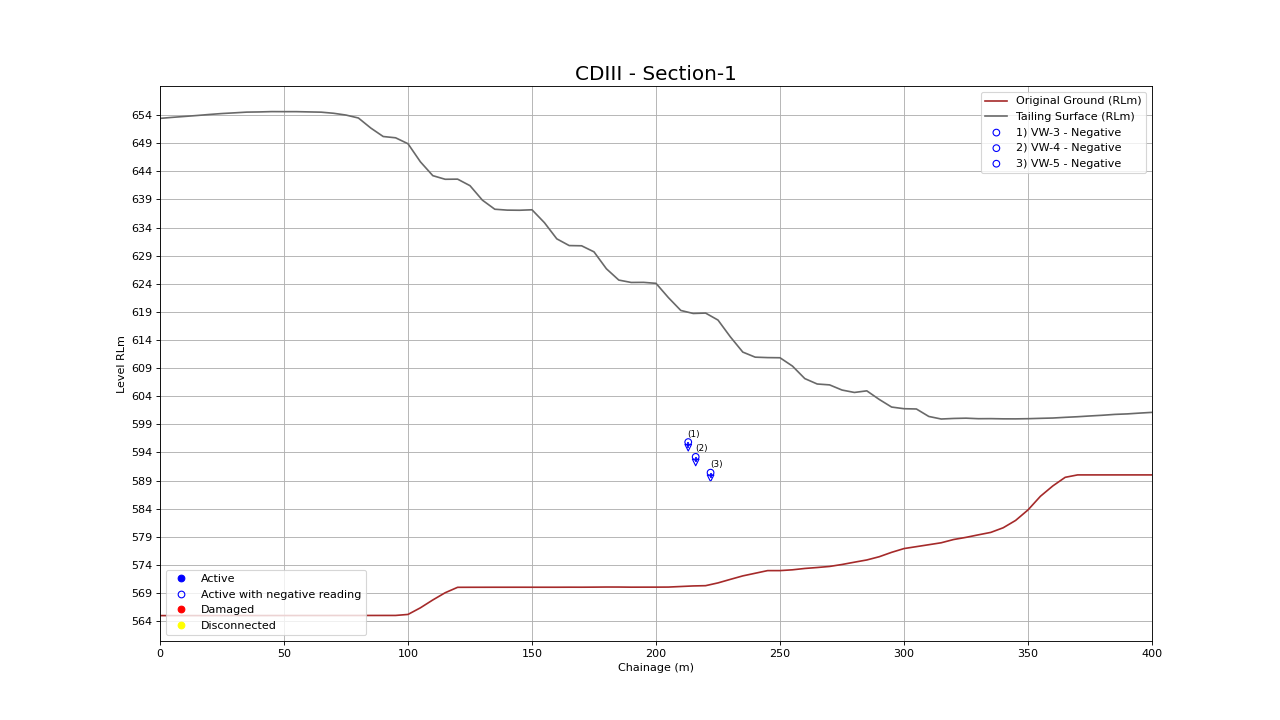 CDIII - Section-1
Original Ground (RLm)
Tailing Surface (RLm)
1) VW-3 - Negative
2) VW-4 - Negative
3) VW-5 - Negative
654
649
644
639
634
629
624
619
614
609
604
599
594
589
584
579
574
569
564
Level RLm
(1)
(2)
(3)
Active
Active with negative reading
Damaged
Disconnected
0 50 100 150 200 250 300 350 400
Chainage (m)